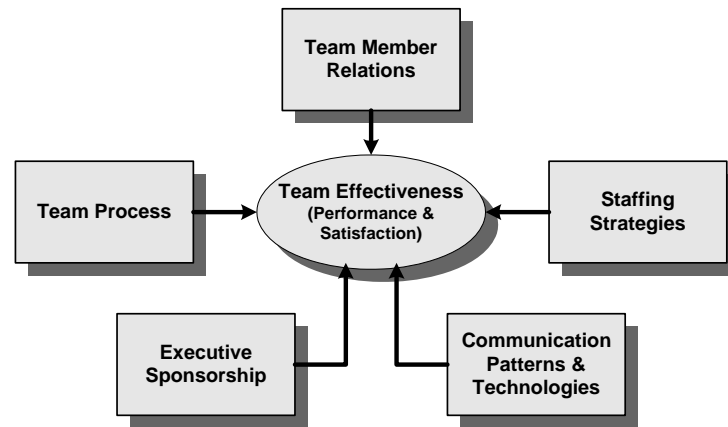 Team Member
Relations
Team Process
Team Effectiveness
(Performance &
Satisfaction)
Staffing
Strategies
Executive
Sponsorship
Communication
Patterns &
Technologies